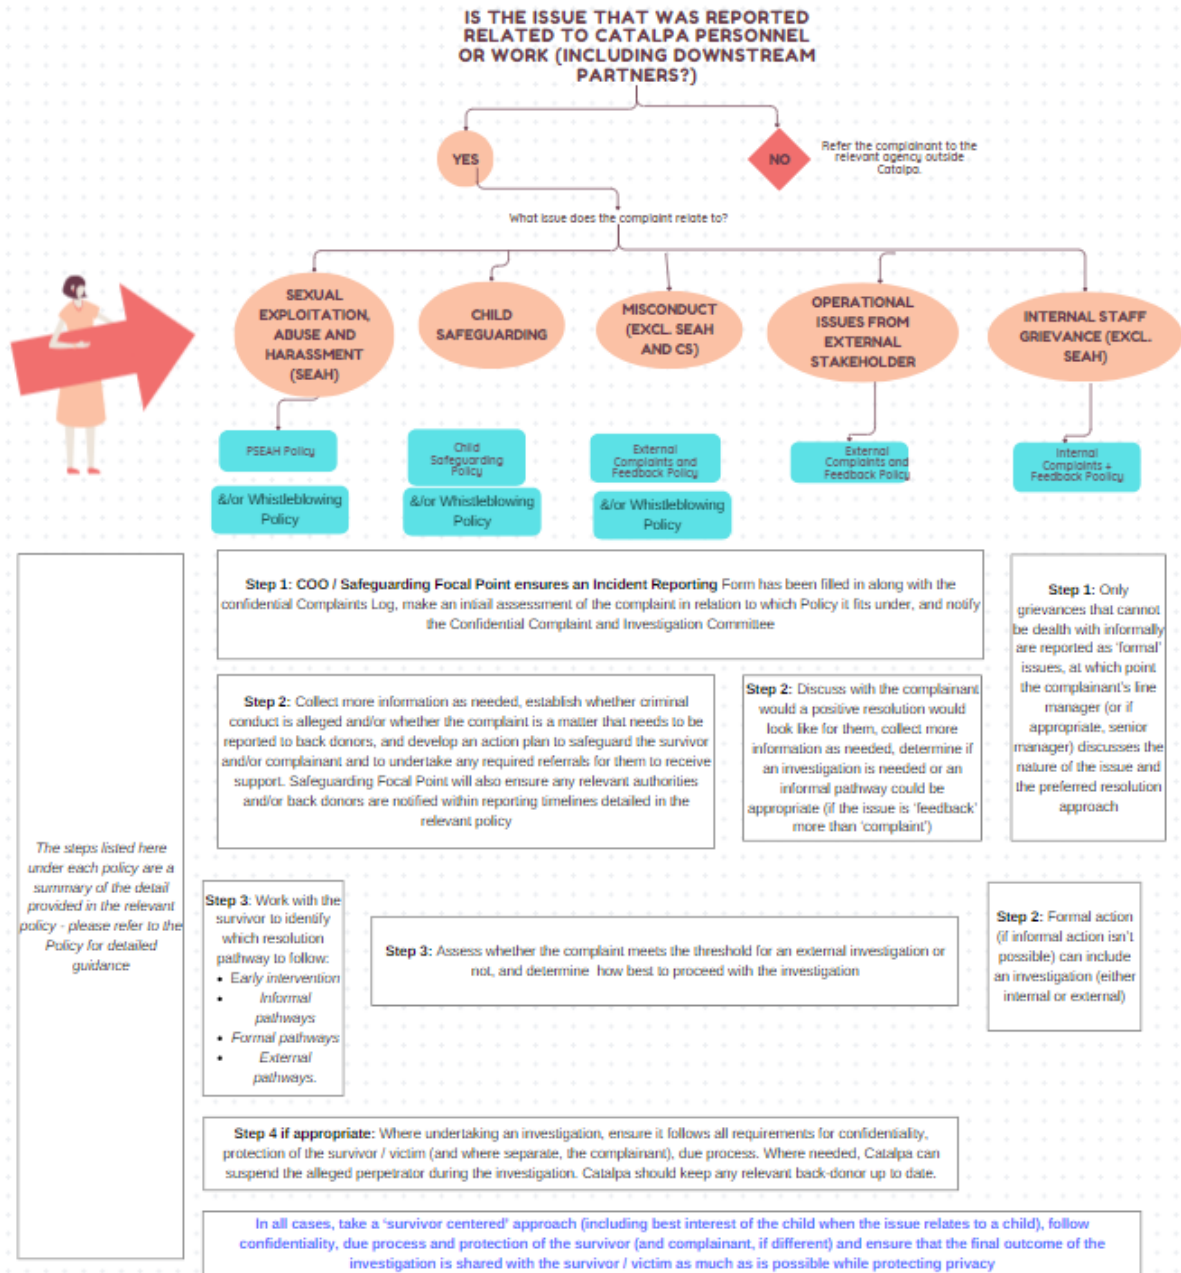 IS THE ISSUE THAT WAS REPORTED
RELATED TO CATALPA PERSONNEL
OR WORK (INCLUDING DOWNSTREAM
PARTNERS?)
YES
NO
Refer the complainant to the
relevant agency outside
Catalpa.
What issue does the complaint relate to?
SEXUAL
EXPLOITATION,
ABUSE AND
HARASSMENT
(SEAH)
CHILD
SAFEGUARDING
MISCONDUCT
(EXCL. SEAH
AND CS)
OPERATIONAL
ISSUES FROM
EXTERNAL
STAKEHOLDER
INTERNAL STAFF
GRIEVANCE (EXCL.
SEAH)
PSEAH Policy
&/or Whistleblowing
Policy
Child
Safeguarding
Policy
&/or Whistleblowing
Policy
External
Complaints and
Feedback Policy
&/or Whistleblowing
Policy
External
Complaints and
Feedback Policy
Internal
Complaints +
Feedback Poolicy
The steps listed here
under each policy are a
summary of the detail
provided in the relevant
policy - please refer to the
Policy for detailed
guidance
Step 1: COO / Safeguarding Focal Point ensures an Incident Reporting Form has been filled in along with the
confidential Complaints Log, make an intiail assessment of the complaint in relation to which Policy it fits under, and notify
the Confidential Complaint and Investigation Committee
Step 1: Only
grievances that cannot
be dealth with informally
are reported as 'formal'
issues, at which point
the complainant's line
manager (or if
appropriate, senior
manager) discusses the
nature of the issue and
the preferred resolution
approach
Step 2: Collect more information as needed, establish whether criminal
conduct is alleged and/or whether the complaint is a matter that needs to be
reported to back donors, and develop an action plan to safeguard the survivor
and/or complainant and to undertake any required referrals for them to receive
support. Safeguarding Focal Point will also ensure any relevant authorities
and/or back donors are notified within reporting timelines detailed in the
relevant policy
Step 2: Discuss with the complainant
would a positive resolution would
look like for them, collect more
information as needed, determine if
an investigation is needed or an
informal pathway could be
appropriate (if the issue is 'feedback'
more than 'complaint')
Step 3: Work with the
survivor to identify
which resolution
pathway to follow:
• Early intervention
• Informal
pathways
• Formal pathways
• External
pathways.
Step 3: Assess whether the complaint meets the threshold for an external investigation or
not, and determine how best to proceed with the investigation
Step 2: Formal action
(if informal action isn't
possible) can include
an investigation (either
internal or external)
Step 4 if appropriate: Where undertaking an investigation, ensure it follows all requirements for confidentiality,
protection of the survivor / victim (and where separate, the complainant), due process. Where needed, Catalpa can
suspend the alleged perpetrator during the investigation. Catalpa should keep any relevant back-donor up to date.
In all cases, take a 'survivor centered' approach (including best interest of the child when the issue relates to a child), follow
confidentiality, due process and protection of the survivor (and complainant, if different) and ensure that the final outcome of the
investigation is shared with the survivor / victim as much as is possible while protecting privacy